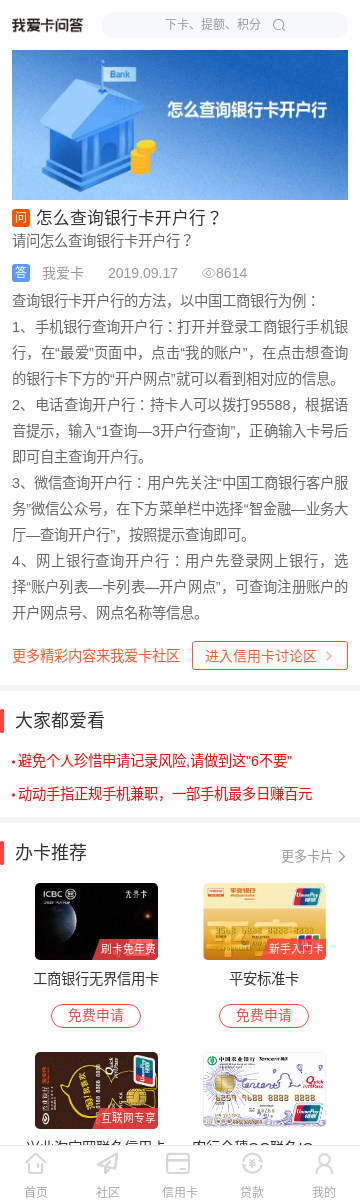 我爱卡问答
下卡、提额、积分
Bank
怎么查询银行卡开户行
问 怎么查询银行卡开户行？
请问怎么查询银行卡开户行？
答 我爱卡 2019.09.17 8614
查询银行卡开户行的方法，以中国工商银行为例：
1、手机银行查询开户行：打开并登录工商银行手机银
行，在“最爱”页面中，点击“我的账户”，在点击想查询
的银行卡下方的“开户网点”就可以看到相对应的信息。
2、电话查询开户行：持卡人可以拨打95588，根据语
音提示，输入“1查询—3开户行查询”，正确输入卡号后
即可自主查询开户行。
3、微信查询开户行：用户先关注“中国工商银行客户服
务”微信公众号，在下方菜单栏中选择“智金融—业务大
厅—查询开户行”，按照提示查询即可。
4、网上银行查询开户行：用户先登录网上银行，选
择“账户列表—卡列表—开户网点”，可查询注册账户的
开户网点号、网点名称等信息。
更多精彩内容来我爱卡社区 进入信用卡讨论区
大家都爱看
避免个人珍惜申请记录风险,请做到这"6不要"
动动手指正规手机兼职，一部手机最多日赚百元
办卡推荐 更多卡片
ICBC 无界卡
刷卡免年费
平安银行
UnionPay 银联
新手入门卡
工商银行无界信用卡 平安标准卡
免费申请 免费申请
互联网专享
中国农业银行 Tencent 腾讯
UnionPay 银联
首页 社区 信用卡 贷款 我的